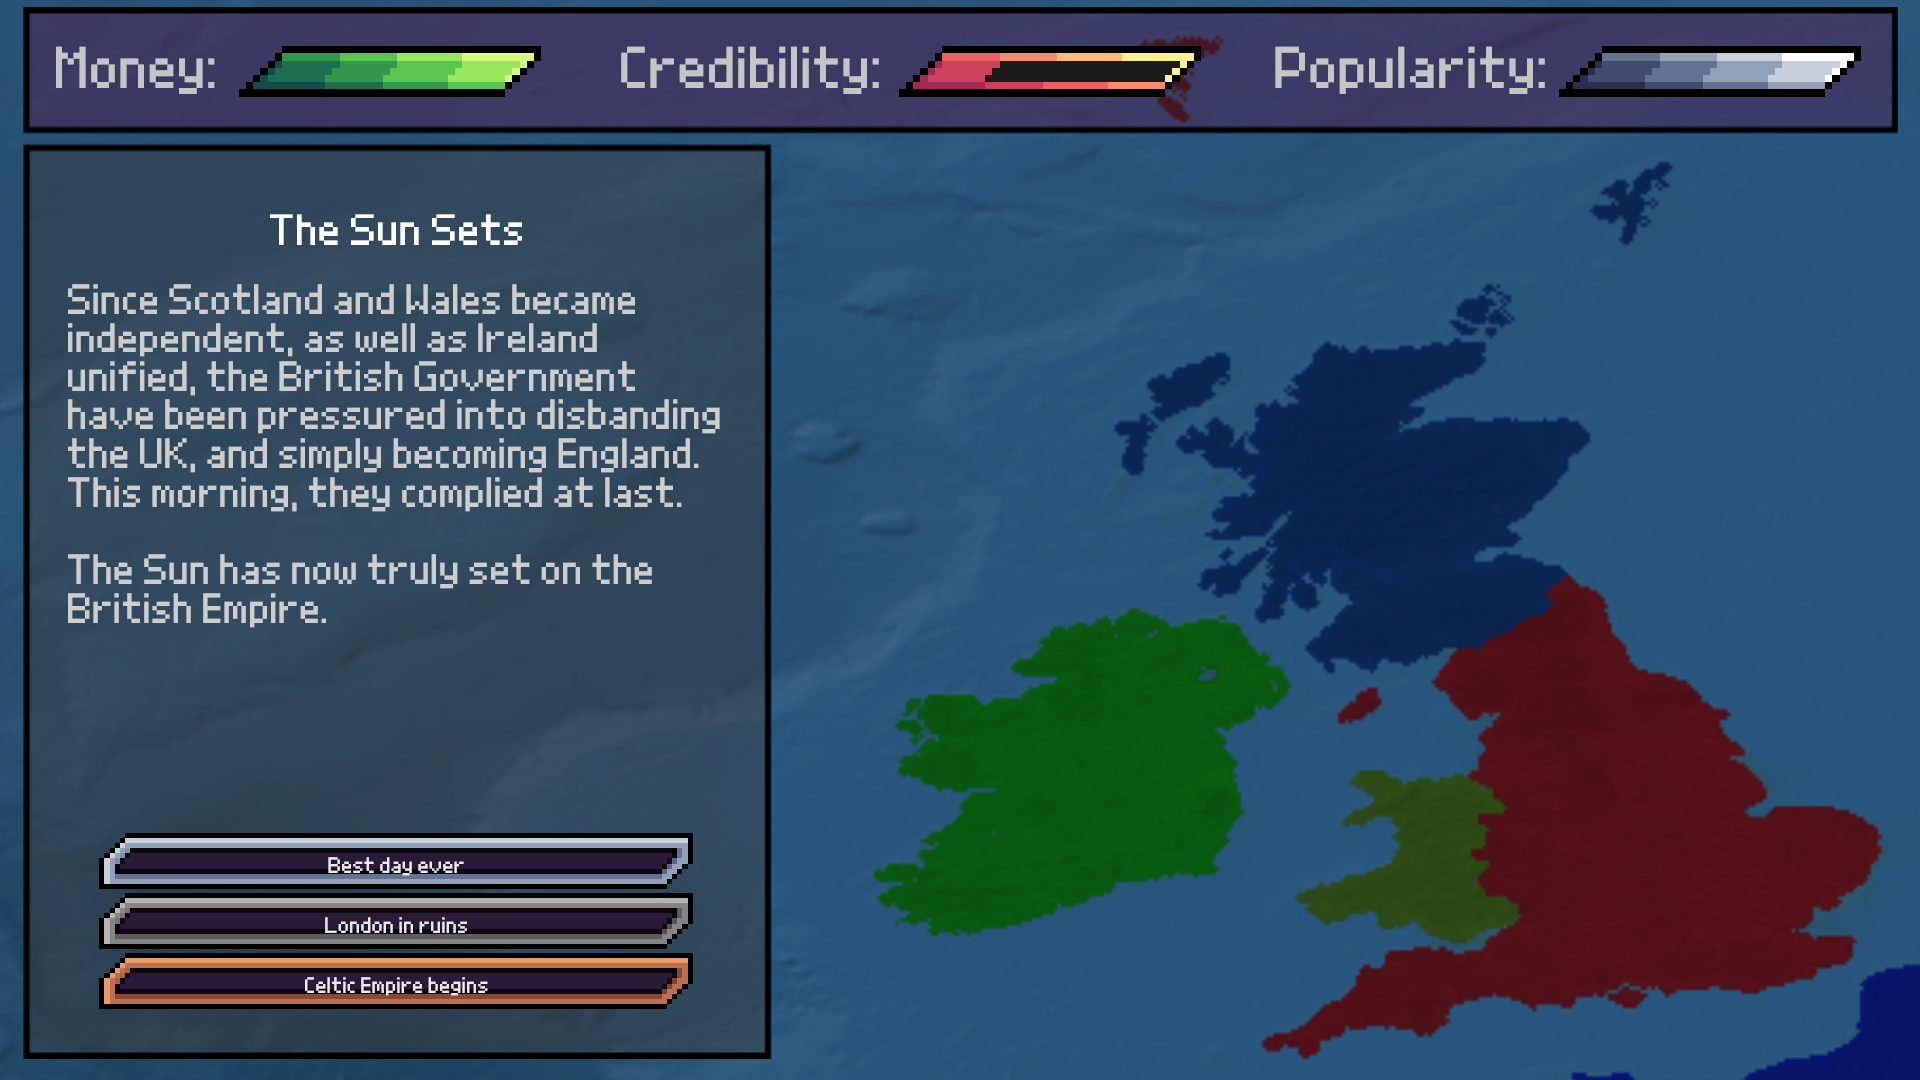 Money:
Credibility:
Popularity:
The Sun Sets
Since Scotland and Wales became
independent, as well as Ireland
unified, the British Government
have been pressured into disbanding
the UK, and simply becoming England.
This morning, they complied at last.
The Sun has now truly set on the
British Empire.
Best day ever
London in ruins
Celtic Empire begins